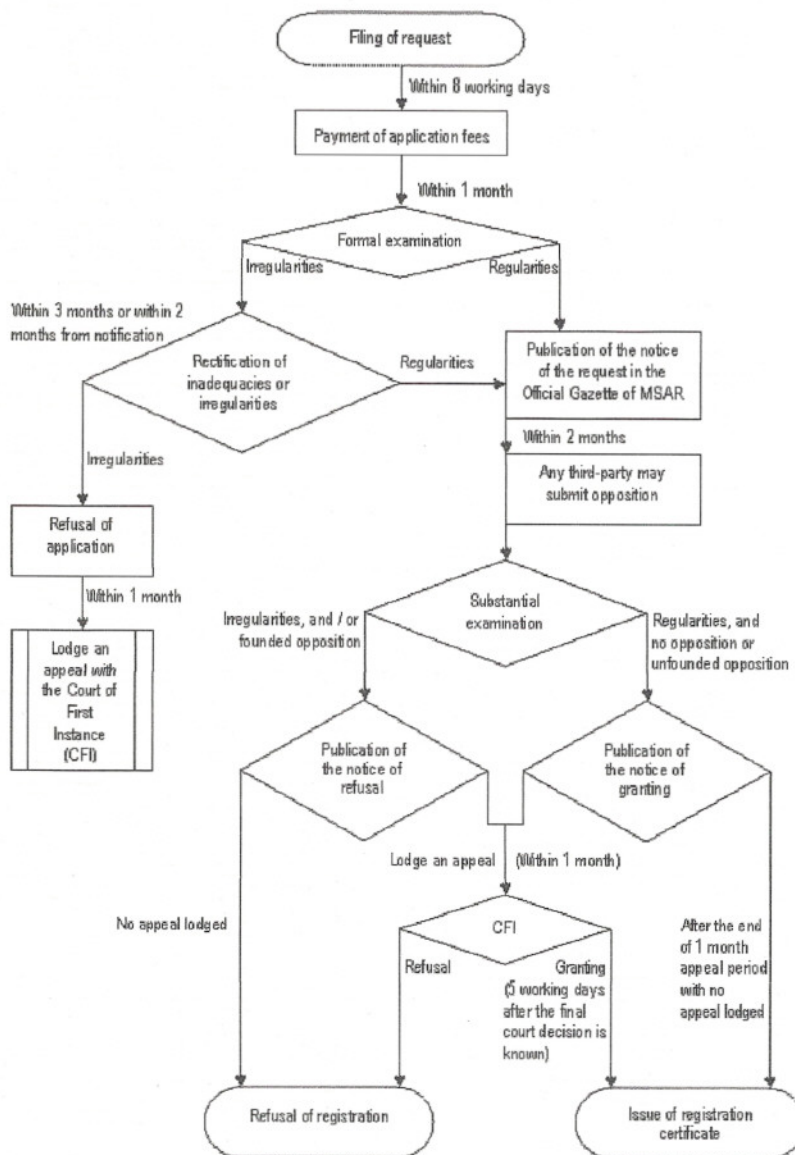 Filing of request
Within 8 working days
Payment of application fees
Within 1 month
Formal examination
Irregularities
Regularities
Within 3 months or within 2
months from notification
Rectification of
inadequacies or
irregularities
Regularities
Publication of the notice
of the request in the
Official Gazette of MSAR
Within 2 months
Irregularities
Any third-party may
submit opposition
Refusal of
application
Within 1 month
Substantial
examination
Irregularities, and / or
founded opposition
Regularities, and
no opposition or
unfounded opposition
Lodge an
appeal with
the Court of
First
Instance
(CFI)
Publication of
the notice of
refusal
Publication of
the notice of
granting
Lodge an appeal
(Within 1 month)
No appeal lodged
CFI
After the end
of 1 month
appeal period
with no
appeal lodged
Refusal
Granting
(5 working days
after the final
court decision is
known)
Refusal of registration
Issue of registration
certificate